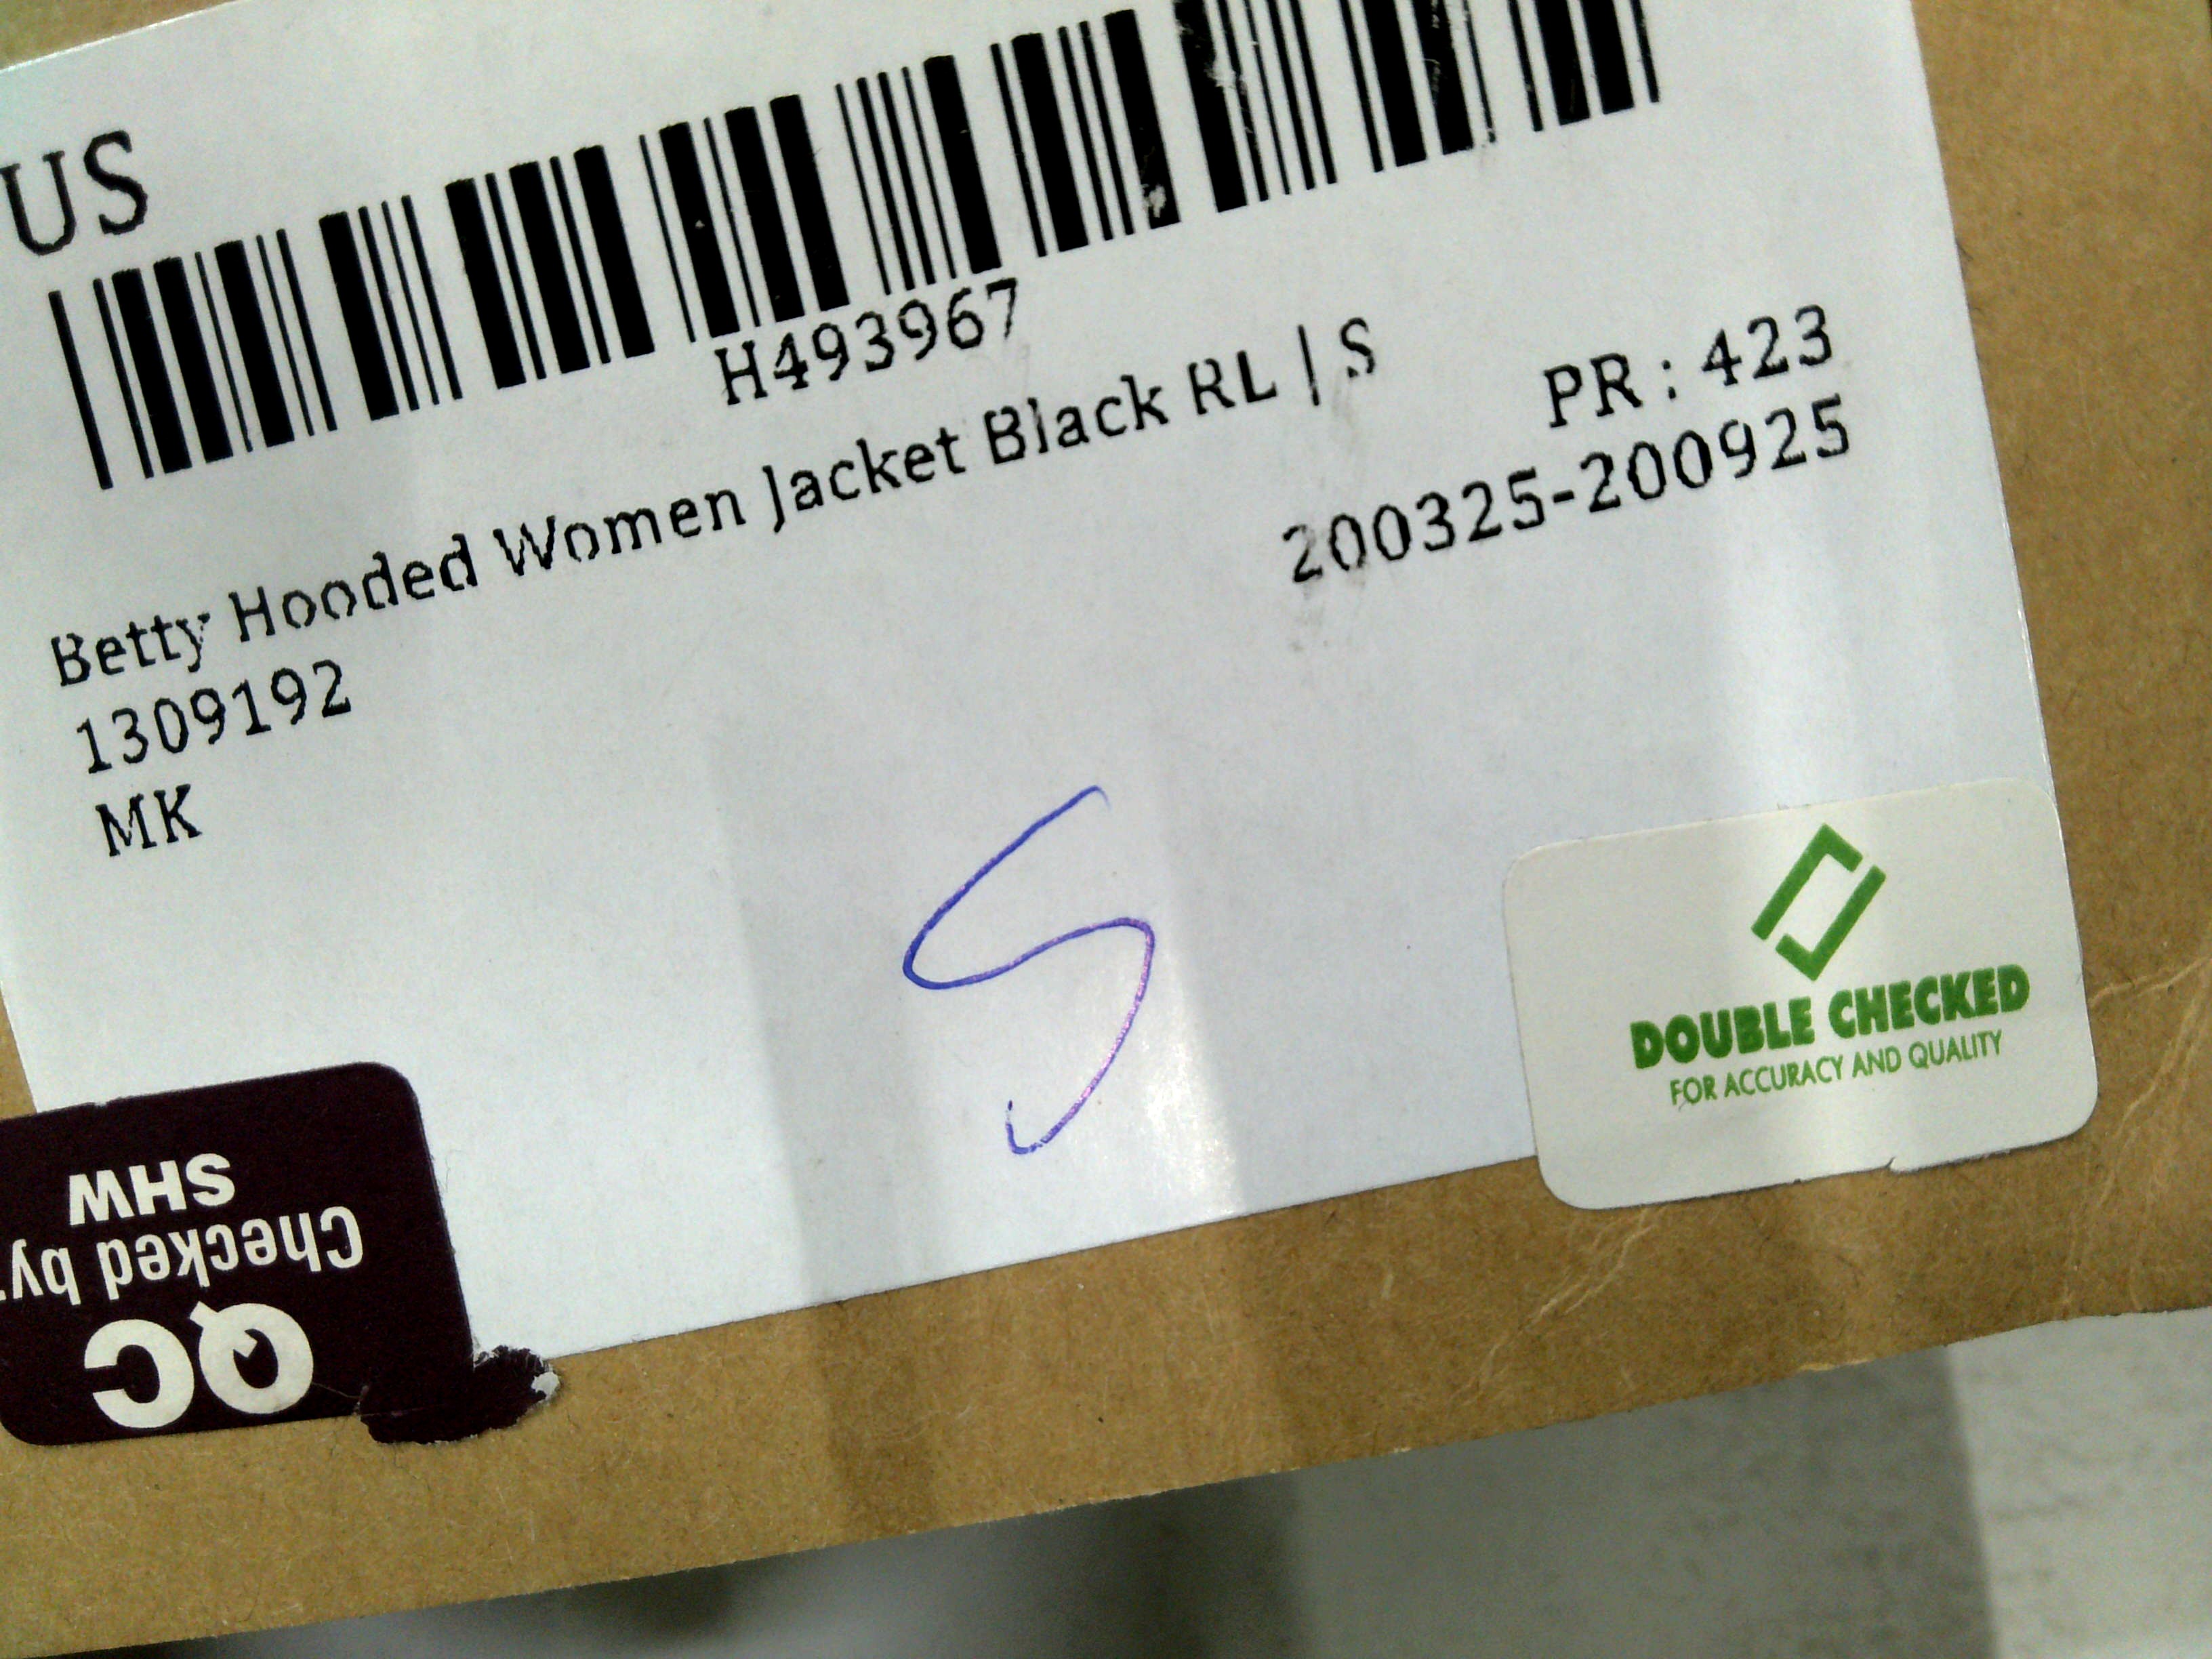 US
H493967
Betty Hooded Women Jacket Black RL | S
PR : 423
1309192
200325-200925
MK
S
DOUBLE CHECKED
FOR ACCURACY AND QUALITY
QC
Checked by:
SHW